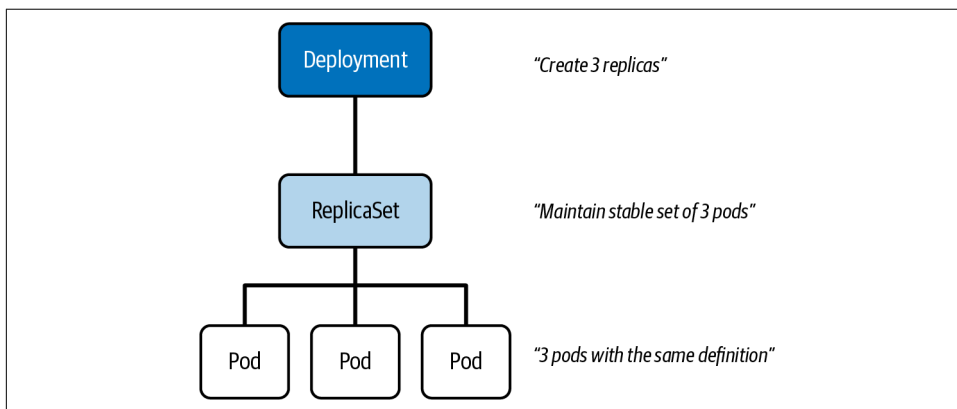 Deployment
“Create 3 replicas”
ReplicaSet
“Maintain stable set of 3 pods”
Pod
Pod
Pod
“3 pods with the same definition”